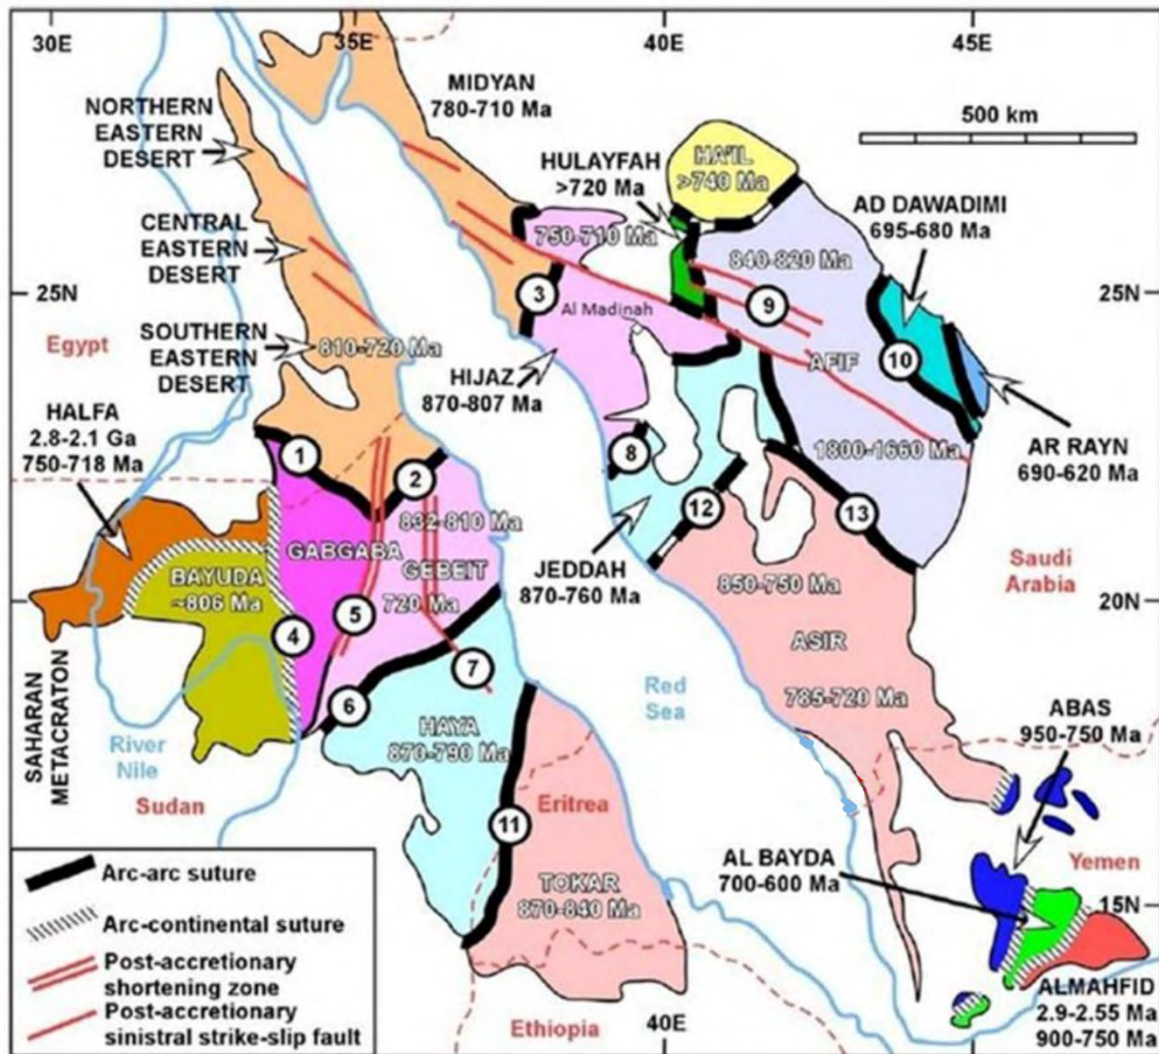 30E
35E
40E
45E
MIDYAN
780-710 Ma
NORTHERN
EASTERN
DESERT
500 km
HULAYFAH
>720 Ma
HA'IL
>740 Ma
AD DAWADIMI
695-680 Ma
CENTRAL
EASTERN
DESERT
750-710 Ma
840-820 Ma
25N
25N
3
9
Al Madinah
Egypt
SOUTHERN
EASTERN
DESERT
810-720 Ma
AFIF
10
HIJAZ
870-807 Ma
HALFA
2.8-2.1 Ga
750-718 Ma
AR RAYN
690-620 Ma
1
2
8
1800-1660 Ma
12
13
832-810 Ma
GABGABA
GEBEIT
720 Ma
BAYUDA
~806 Ma
JEDDAH
870-760 Ma
850-750 Ma
Saudi
Arabia
20N
4
5
ASIR
SAHARAN
METACRATON
6
7
Red
Sea
785-720 Ma
HAYA
870-790 Ma
ABAS
950-750 Ma
River
Nile
Sudan
Eritrea
11
AL BAYDA
700-600 Ma
Yemen
TOKAR
870-840 Ma
15N
Arc-arc suture
Arc-continental suture
Post-accretionary
shortening zone
Post-accretionary
sinistral strike-slip fault
ALMAHFID
2.9-2.55 Ma
900-750 Ma
40E
Ethiopia